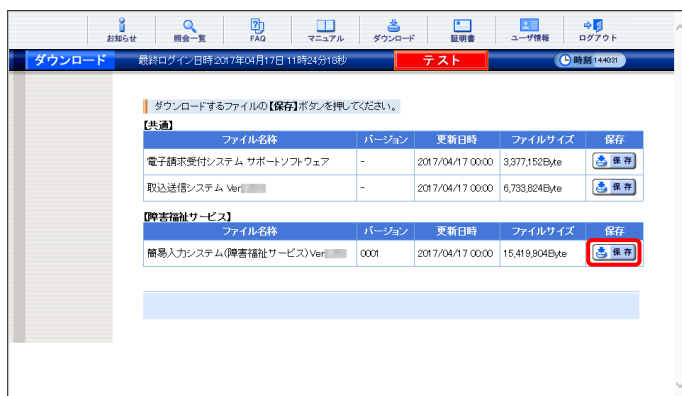 お知らせ 照会一覧 FAQ マニュアル ダウンロード 証明書 ユーザ情報 ログアウト
ダウンロード 最終ログイン日時:2017年04月17日 11時24分18秒 テスト 時刻 14:40:21
ダウンロードするファイルの【保存】ボタンを押してください。
【共通】
ファイル名称 バージョン 更新日時 ファイルサイズ 保存
電子請求受付システム サポートソフトウェア - 2017/04/17 00:00 3,377,152Byte 保存
取込送信システム Ver - 2017/04/17 00:00 6,733,824Byte 保存
【障害福祉サービス】
ファイル名称 バージョン 更新日時 ファイルサイズ 保存
簡易入力システム(障害福祉サービス)Ver 0001 2017/04/17 00:00 15,419,904Byte 保存